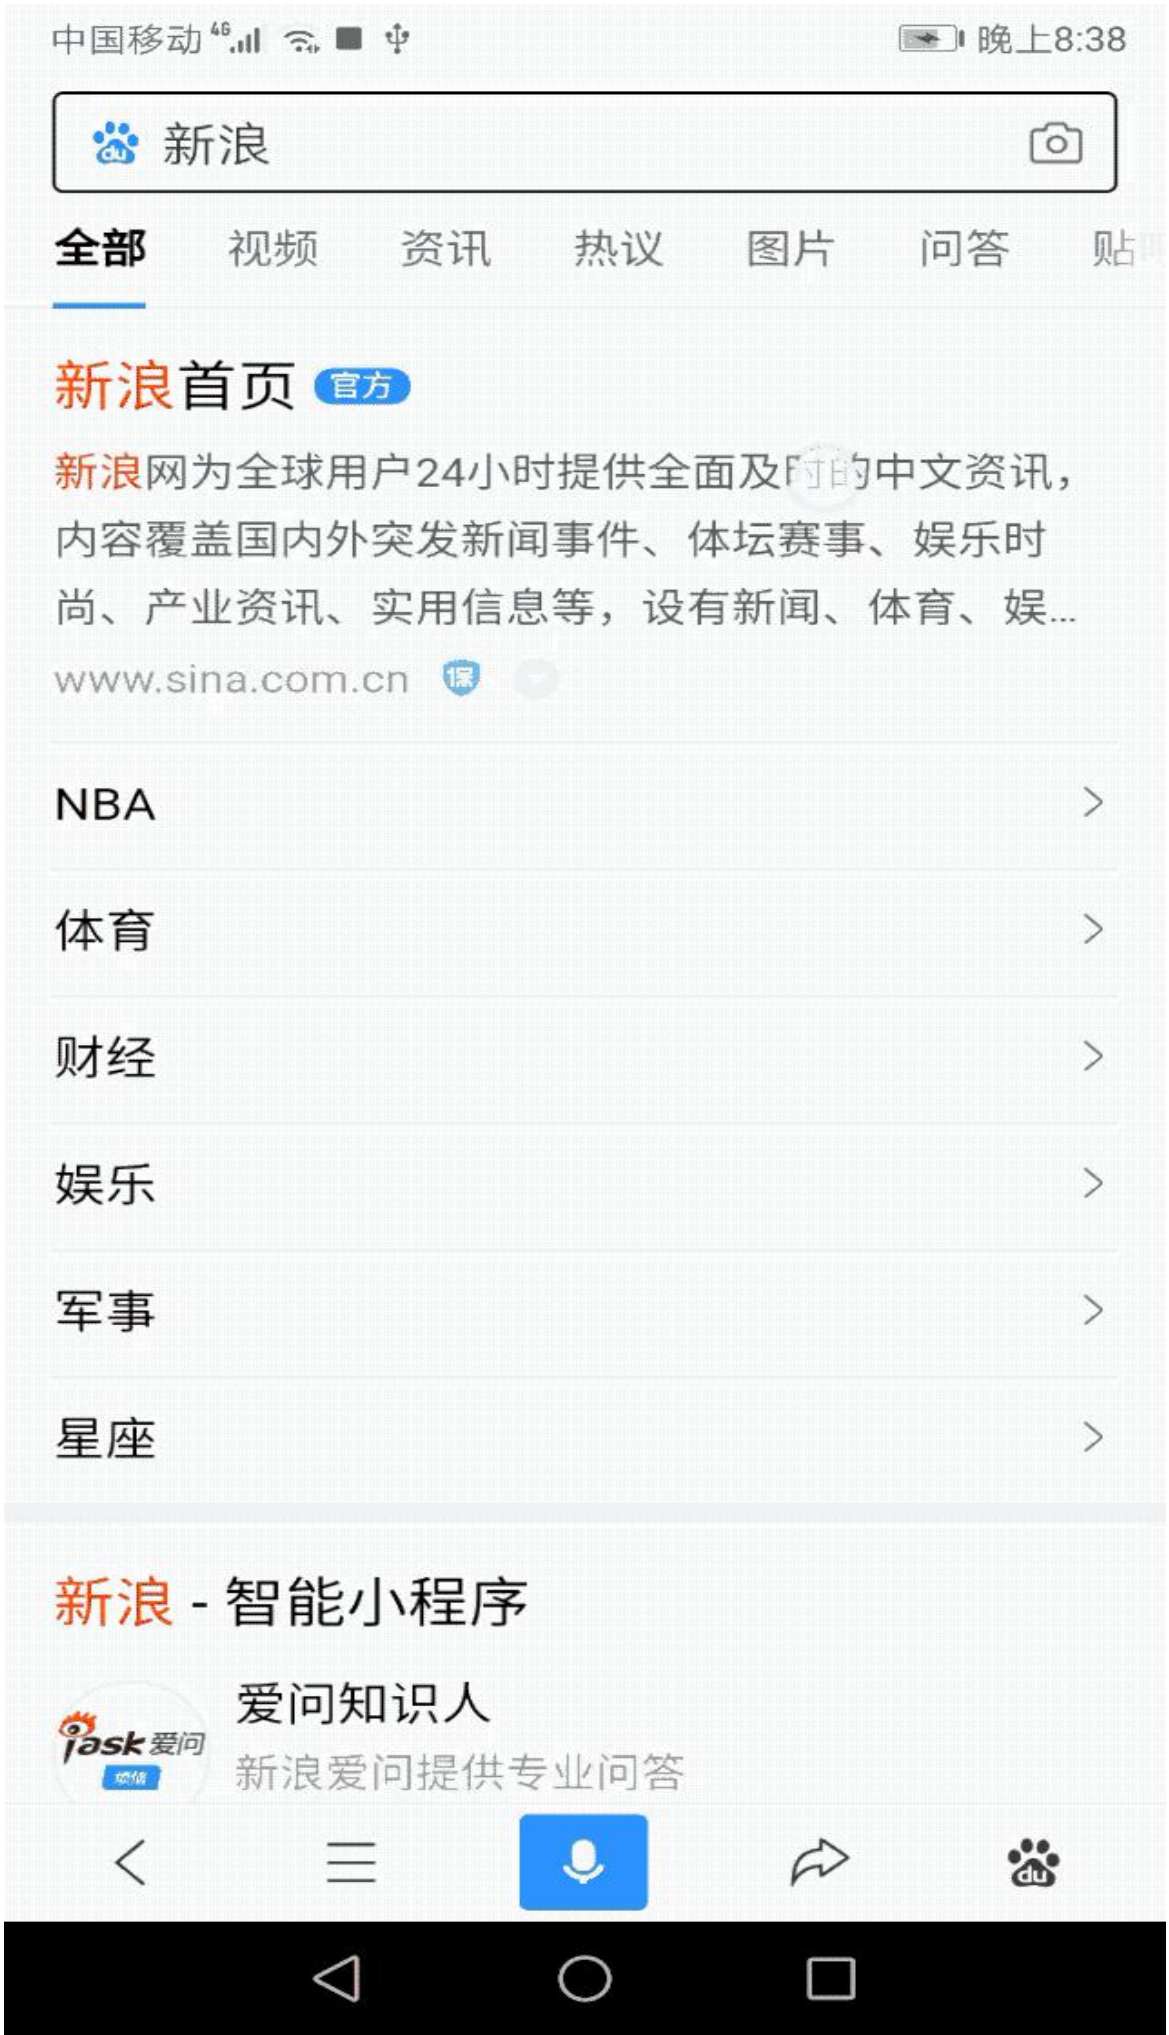 中国移动 4G 晚上8:38
du 新浪
全部 视频 资讯 热议 图片 问答 贴
新浪首页 官方
新浪网为全球用户24小时提供全面及时的中文资讯，
内容覆盖国内外突发新闻事件、体坛赛事、娱乐时
尚、产业资讯、实用信息等，设有新闻、体育、娱...
www.sina.com.cn 保
NBA
体育
财经
娱乐
军事
星座
新浪 - 智能小程序
爱问知识人
iask 爱问
新浪爱问提供专业问答
du